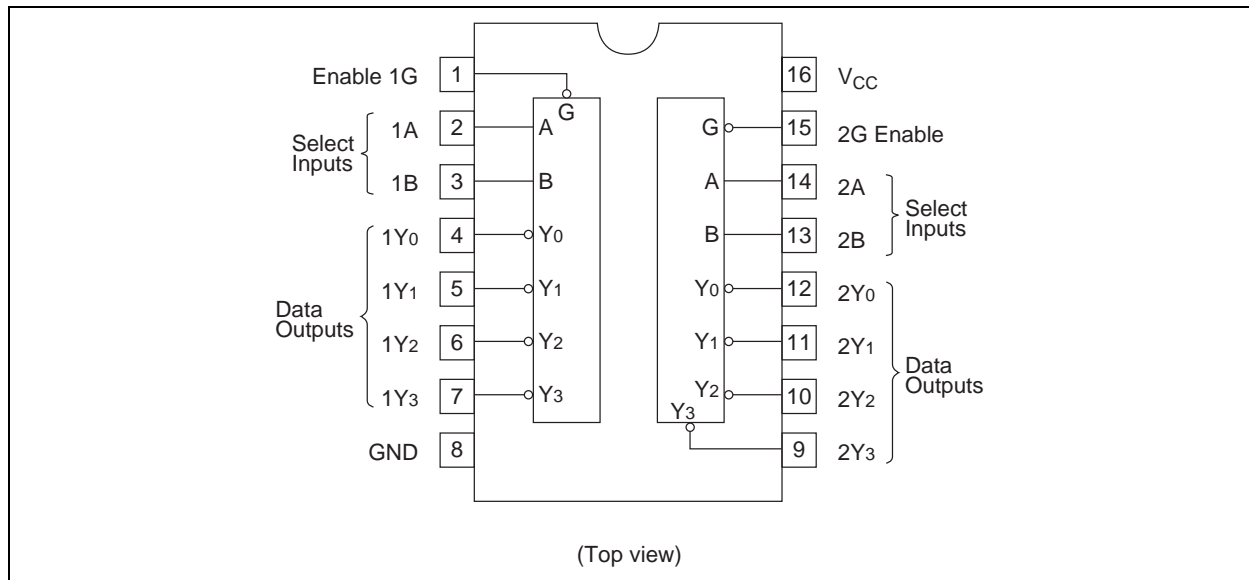 Enable 1G 1
1A 2
1B 3
Select
Inputs
1Y0 4
1Y1 5
1Y2 6
1Y3 7
Data
Outputs
GND 8
G
A
B
Y0
Y1
Y2
Y3
G
A
B
Y0
Y1
Y2
Y3
16 VCC
15 2G Enable
14 2A
13 2B
Select
Inputs
12 2Y0
11 2Y1
10 2Y2
9 2Y3
Data
Outputs
(Top view)